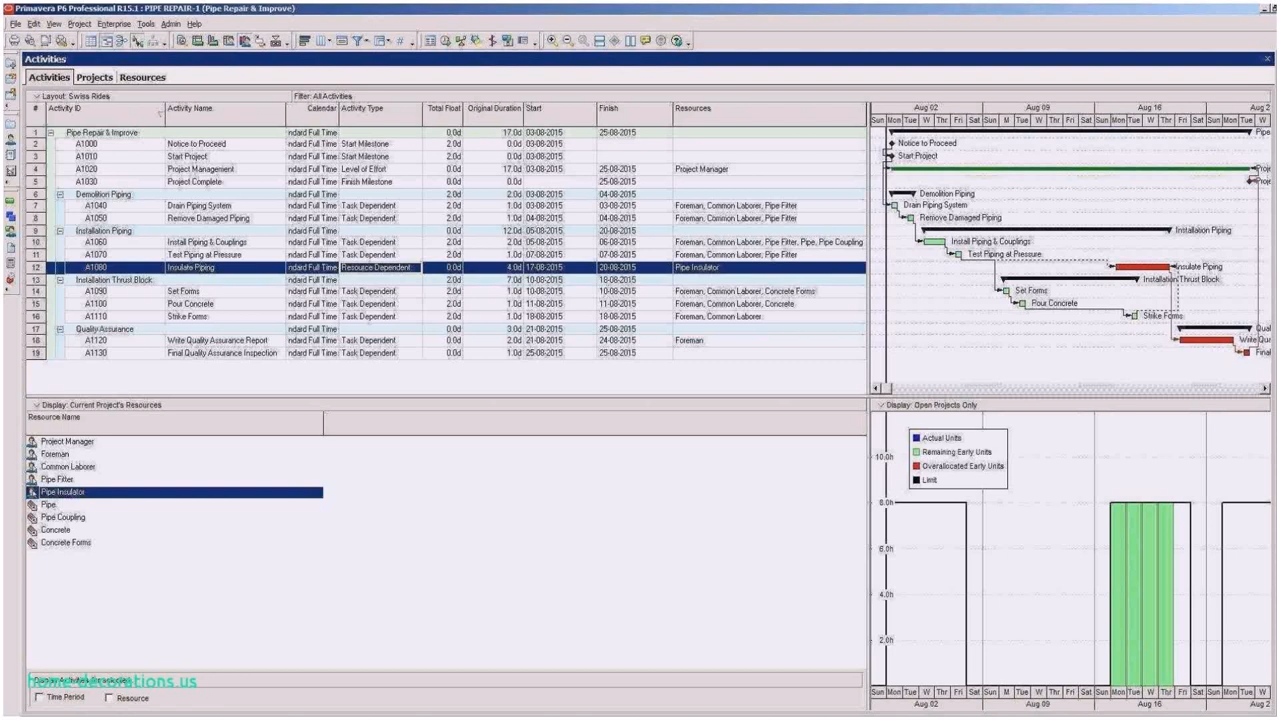 Primavera P6 Professional R15.1 : PIPE REPAIR-1 (Pipe Repair & Improve)
File Edit View Project Enterprise Tools Admin Help
Activities
Activities Projects Resources
Layout: Swiss Rides Filter: All Activities
# Activity ID Activity Name Calendar Activity Type Total Float Original Duration Start Finish Resources
1 Pipe Repair & Improve ndard Full Time 0.0d 17.0d 03-08-2015 25-08-2015
2 A1000 Notice to Proceed ndard Full Time Start Milestone 2.0d 0.0d 03-08-2015
3 A1010 Start Project ndard Full Time Start Milestone 2.0d 0.0d 03-08-2015
4 A1020 Project Management ndard Full Time Level of Effort 0.0d 17.0d 03-08-2015 25-08-2015 Project Manager
5 A1030 Project Complete ndard Full Time Finish Milestone 0.0d 0.0d 25-08-2015
6 Demolition Piping ndard Full Time 2.0d 2.0d 03-08-2015 04-08-2015
7 A1040 Drain Piping System ndard Full Time Task Dependent 2.0d 1.0d 03-08-2015 03-08-2015 Foreman, Common Laborer, Pipe Fitter
8 A1050 Remove Damaged Piping ndard Full Time Task Dependent 2.0d 1.0d 04-08-2015 04-08-2015 Foreman, Common Laborer, Pipe Fitter
9 Installation Piping ndard Full Time 0.0d 12.0d 05-08-2015 20-08-2015
10 A1060 Install Piping & Couplings ndard Full Time Task Dependent 2.0d 2.0d 05-08-2015 06-08-2015 Foreman, Common Laborer, Pipe Fitter, Pipe, Pipe Coupling
11 A1070 Test Piping at Pressure ndard Full Time Task Dependent 2.0d 1.0d 07-08-2015 07-08-2015 Foreman, Common Laborer, Pipe Fitter
12 A1080 Insulate Piping ndard Full Time Resource Dependent 0.0d 4.0d 17-08-2015 20-08-2015 Pipe Insulator
13 Installation Thrust Block ndard Full Time 2.0d 7.0d 10-08-2015 18-08-2015
14 A1090 Set Forms ndard Full Time Task Dependent 2.0d 1.0d 10-08-2015 10-08-2015 Foreman, Common Laborer, Concrete Forms
15 A1100 Pour Concrete ndard Full Time Task Dependent 2.0d 1.0d 11-08-2015 11-08-2015 Foreman, Common Laborer, Concrete
16 A1110 Strike Forms ndard Full Time Task Dependent 2.0d 1.0d 18-08-2015 18-08-2015 Foreman, Common Laborer
17 Quality Assurance ndard Full Time 0.0d 3.0d 21-08-2015 25-08-2015
18 A1120 Write Quality Assurance Report ndard Full Time Task Dependent 0.0d 2.0d 21-08-2015 24-08-2015 Foreman
19 A1130 Final Quality Assurance Inspection ndard Full Time Task Dependent 0.0d 1.0d 25-08-2015 25-08-2015
Aug 02 Aug 09 Aug 16 Aug 2
Sun Mon Tue W Thr Fri Sat Sun M Tue W Thr Fri Sat Sun Mon Tue W Thr Fri Sat Sun Mon Tue W
Pipe
Notice to Proceed
Start Project
Proje
Proje
Demolition Piping
Drain Piping System
Remove Damaged Piping
Installation Piping
Install Piping & Couplings
Test Piping at Pressure
Insulate Piping
Installation Thrust Block
Set Forms
Pour Concrete
Strike Forms
Quali
Write Qu
Final
Display: Current Project's Resources
Resource Name
Project Manager
Foreman
Common Laborer
Pipe Fitter
Pipe Insulator
Pipe
Pipe Coupling
Concrete
Concrete Forms
home-decorations.us
Time Period Resource
Display: Open Projects Only
Actual Units
Remaining Early Units
Overallocated Early Units
Limit
10.0h
8.0h
6.0h
4.0h
2.0h
Sun Mon Tue W Thr Fri Sat Sun M Tue W Thr Fri Sat Sun Mon Tue W Thr Fri Sat Sun Mon Tue W
Aug 02 Aug 09 Aug 16 Aug 2